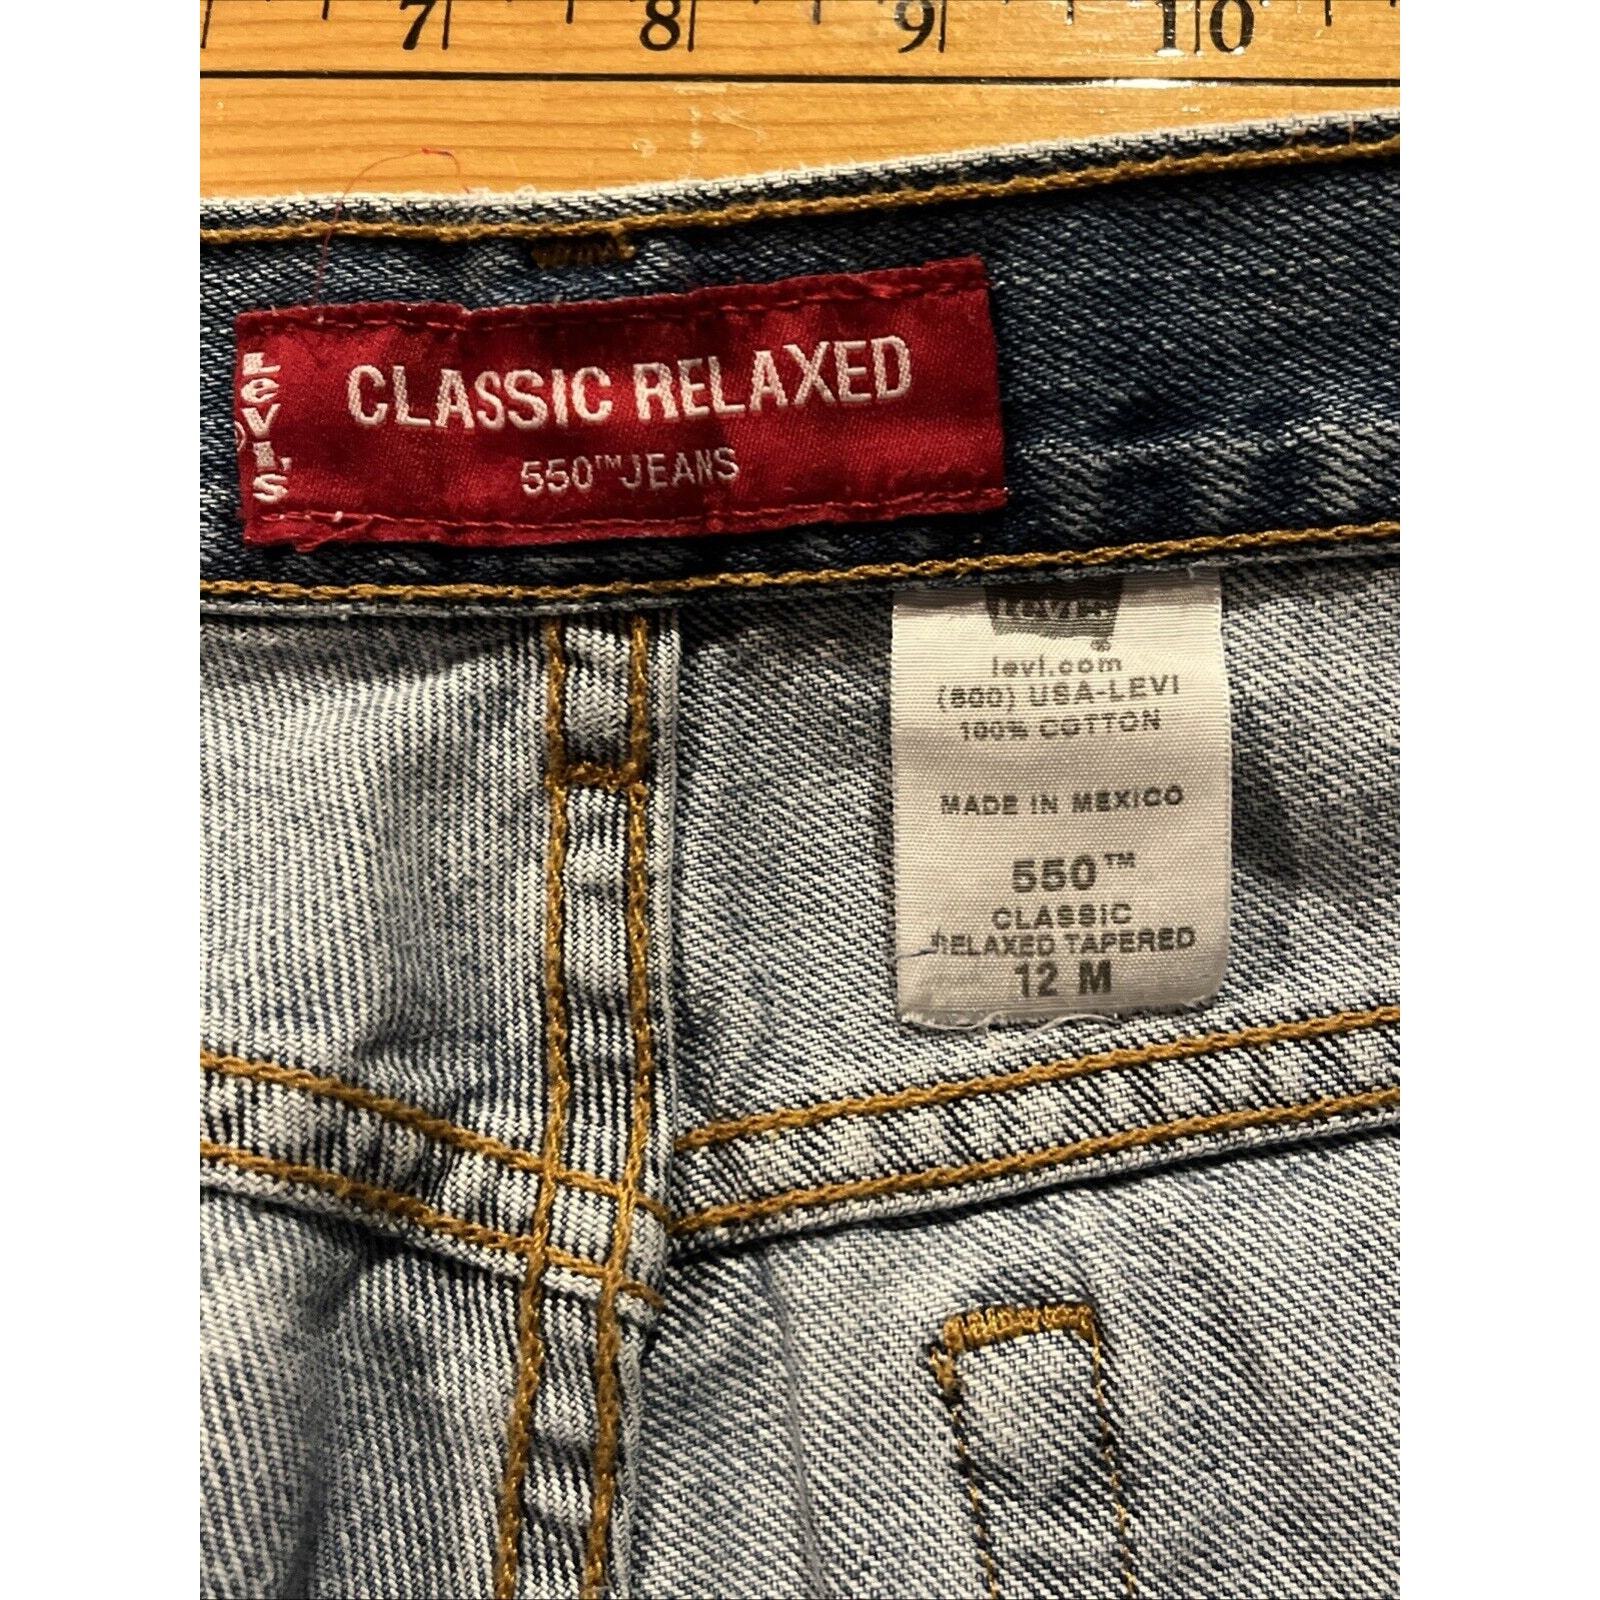 7 8 9 10
Levi's
CLASSIC RELAXED
550™ JEANS
levi.com
(800) USA-LEVI
100% COTTON
MADE IN MEXICO
550™
CLASSIC
RELAXED TAPERED
12 M